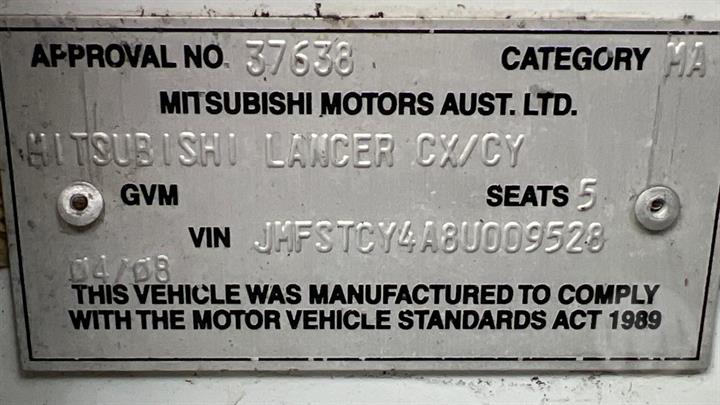 APPROVAL NO. 37638 CATEGORY MA
MITSUBISHI MOTORS AUST. LTD.
MITSUBISHI LANCER CX/CY
GVM SEATS 5
VIN JMFSTCY4A8U009528
04/08
THIS VEHICLE WAS MANUFACTURED TO COMPLY
WITH THE MOTOR VEHICLE STANDARDS ACT 1989